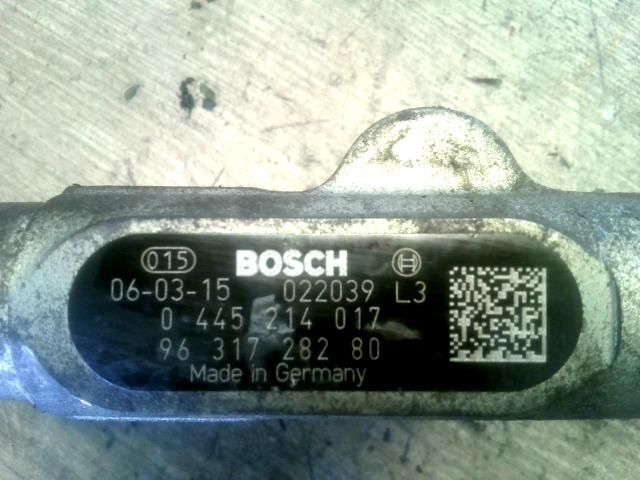 015 BOSCH
06-03-15 022039 L3
0 445 214 017
96 317 282 80
Made in Germany